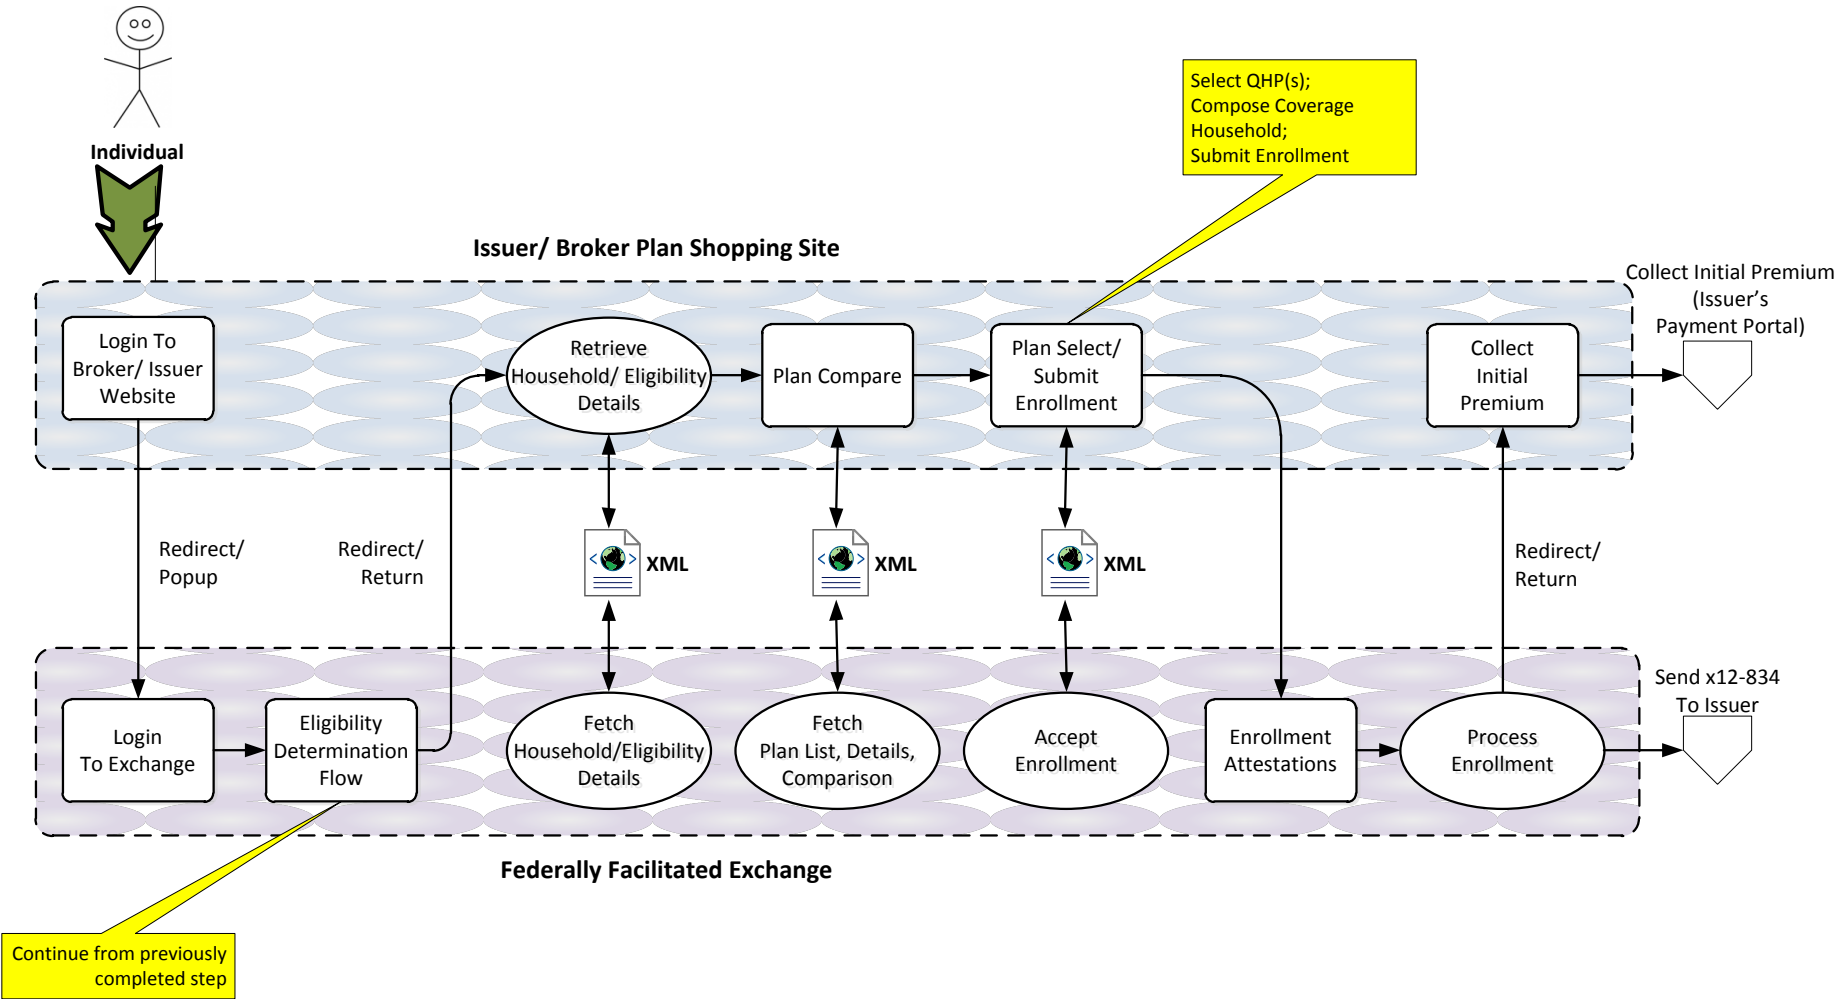 Individual
Select QHP(s);
Compose Coverage
Household;
Submit Enrollment
Issuer/ Broker Plan Shopping Site
Collect Initial Premium
(Issuer's
Payment Portal)
Login To
Broker/ Issuer
Website
Retrieve
Household/ Eligibility
Details
Plan Compare
Plan Select/
Submit
Enrollment
Collect
Initial
Premium
Redirect/
Popup
Redirect/
Return
XML
XML
XML
Redirect/
Return
Login
To Exchange
Eligibility
Determination
Flow
Fetch
Household/Eligibility
Details
Fetch
Plan List, Details,
Comparison
Accept
Enrollment
Enrollment
Attestations
Process
Enrollment
Send x12-834
To Issuer
Federally Facilitated Exchange
Continue from previously
completed step